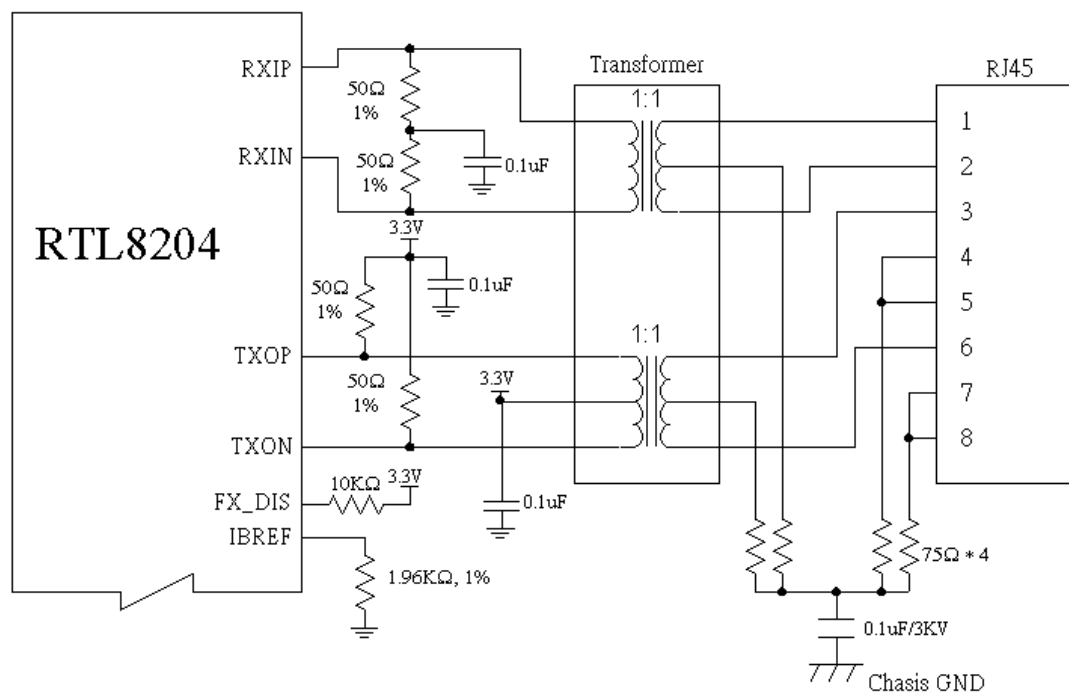 RTL8204
RXIP
RXIN
TXOP
TXON
FX_DIS
IBREF
50Ω
1%
50Ω
1%
0.1uF
3.3V
50Ω
1%
0.1uF
50Ω
1%
3.3V
0.1uF
10KΩ
3.3V
1.96KΩ, 1%
Transformer
1:1
1:1
RJ45
1
2
3
4
5
6
7
8
75Ω * 4
0.1uF/3KV
Chasis GND